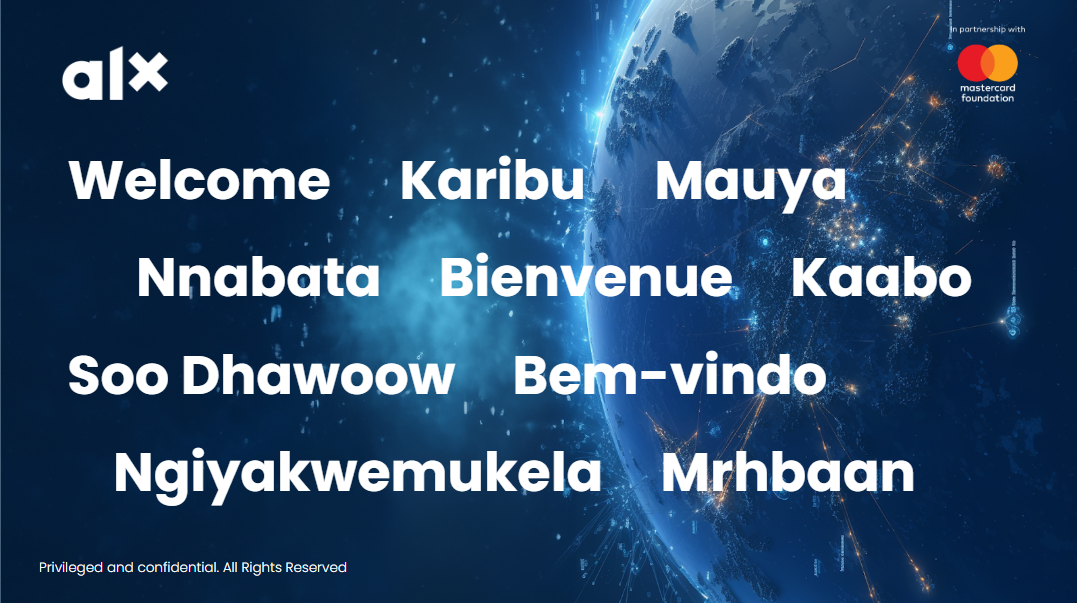 alx
in partnership with
mastercard
foundation
Welcome Karibu Mauya
Nnabata Bienvenue Kaabo
Soo Dhawoow Bem-vindo
Ngiyakwemukela Mrhbaan
Privileged and confidential. All Rights Reserved